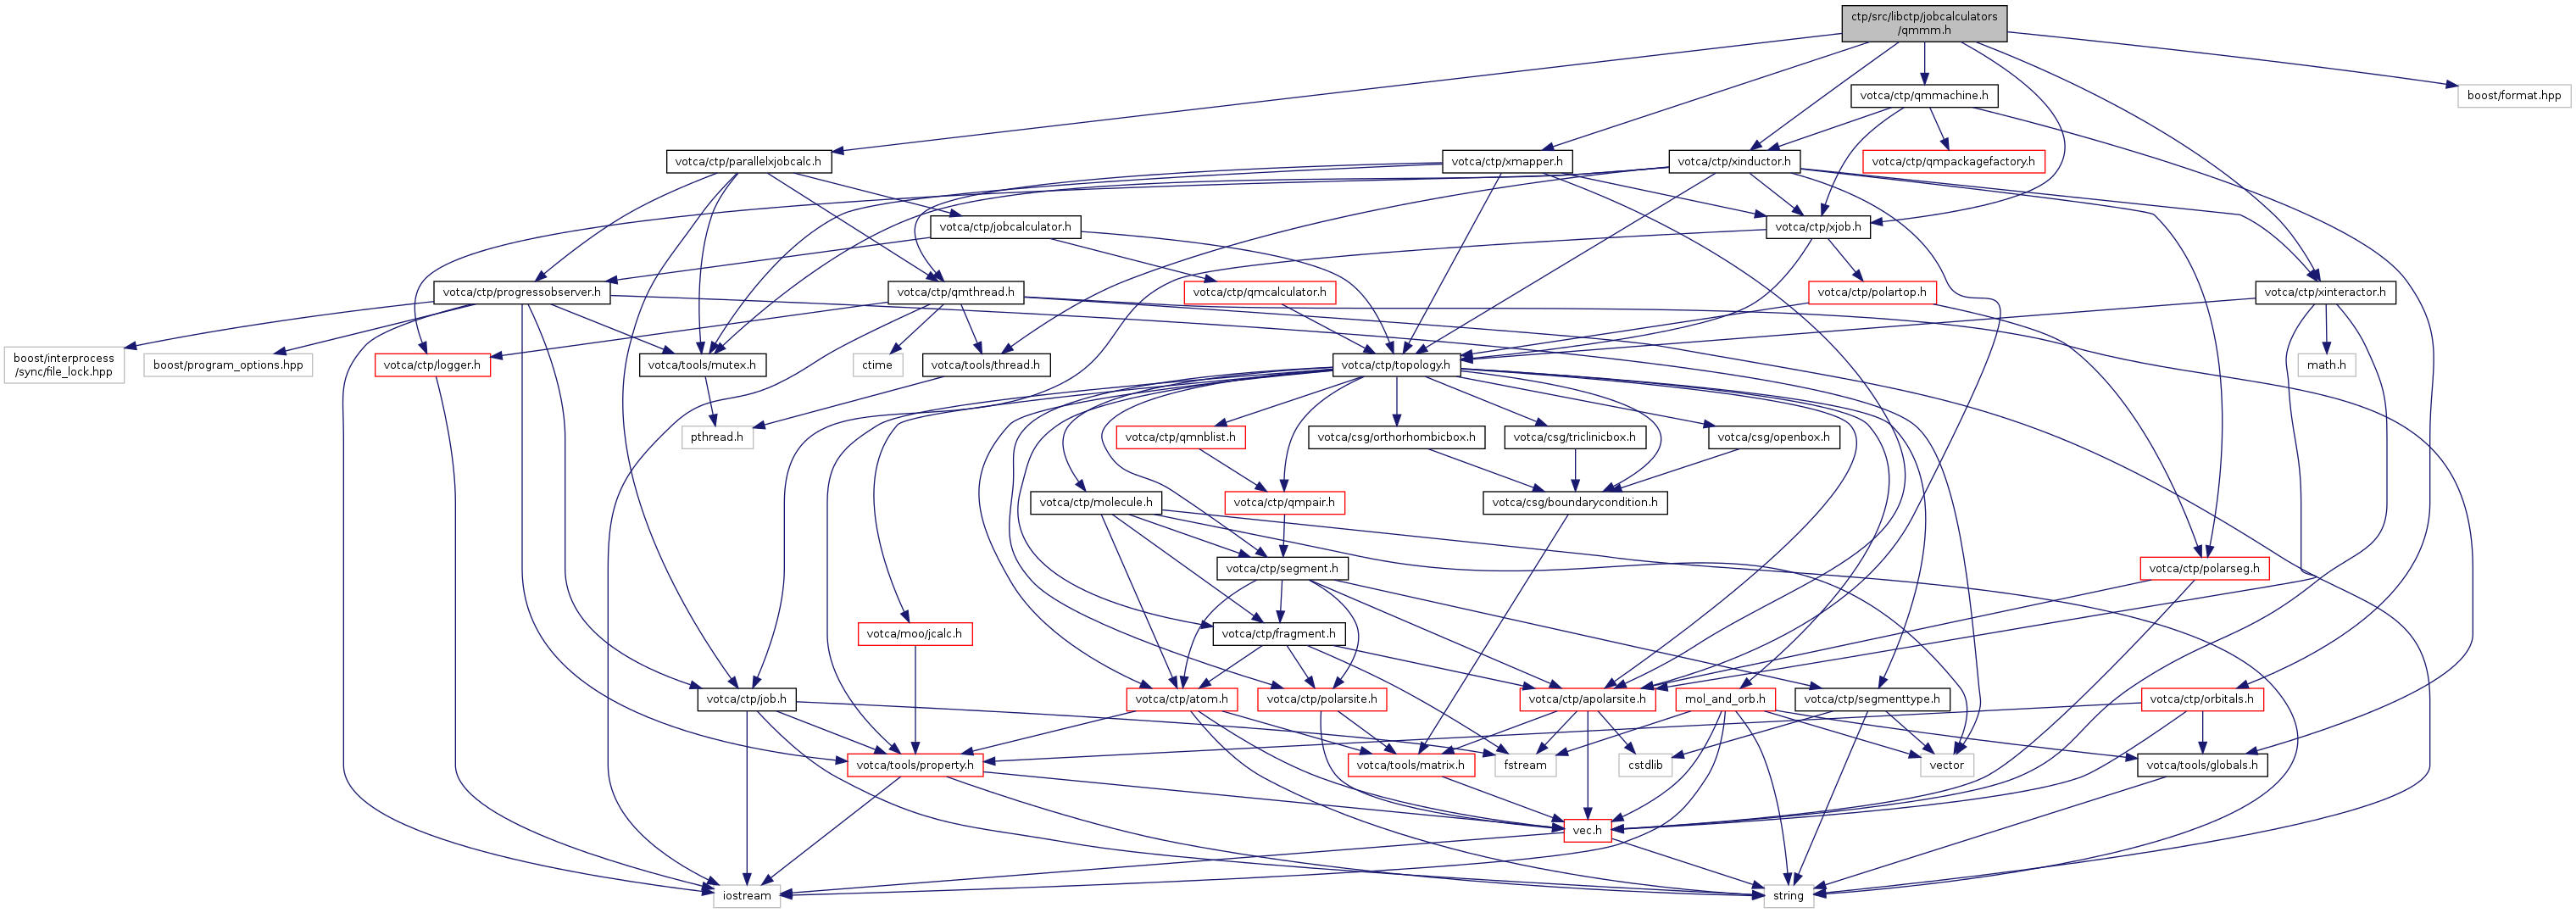 ctp/src/libctp/jobcalculators
/qmmm.h
votca/ctp/qmmachine.h
boost/format.hpp
votca/ctp/parallelxjobcalc.h
votca/ctp/xmapper.h
votca/ctp/xinductor.h
votca/ctp/qmpackagefactory.h
votca/ctp/jobcalculator.h
votca/ctp/xjob.h
votca/ctp/progressobserver.h
votca/ctp/qmthread.h
votca/ctp/qmcalculator.h
votca/ctp/polartop.h
votca/ctp/xinteractor.h
boost/interprocess
/sync/file_lock.hpp
boost/program_options.hpp
votca/ctp/logger.h
votca/tools/mutex.h
ctime
votca/tools/thread.h
votca/ctp/topology.h
math.h
pthread.h
votca/ctp/qmnblist.h
votca/csg/orthorhombicbox.h
votca/csg/triclinicbox.h
votca/csg/openbox.h
votca/ctp/molecule.h
votca/ctp/qmpair.h
votca/csg/boundarycondition.h
votca/ctp/segment.h
votca/ctp/polarseg.h
votca/moo/jcalc.h
votca/ctp/fragment.h
votca/ctp/job.h
votca/ctp/atom.h
votca/ctp/polarsite.h
votca/ctp/apolarsite.h
mol_and_orb.h
votca/ctp/segmenttype.h
votca/ctp/orbitals.h
votca/tools/property.h
votca/tools/matrix.h
fstream
cstdlib
vector
votca/tools/globals.h
vec.h
iostream
string